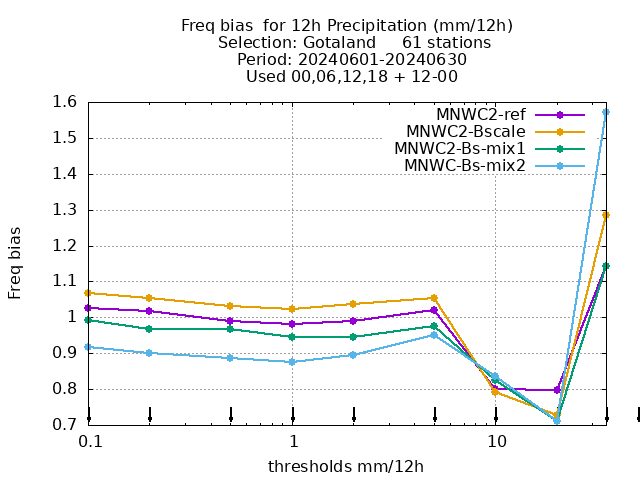 Freq bias  for 12h Precipitation (mm/12h)
Selection: Gotaland     61 stations
Period: 20240601-20240630
Used 00,06,12,18 + 12-00
MNWC2-ref
MNWC2-Bscale
MNWC2-Bs-mix1
MNWC-Bs-mix2
1.6
1.5
1.4
1.3
1.2
1.1
1
0.9
0.8
0.7
Freq bias
0.1 1 10
thresholds mm/12h